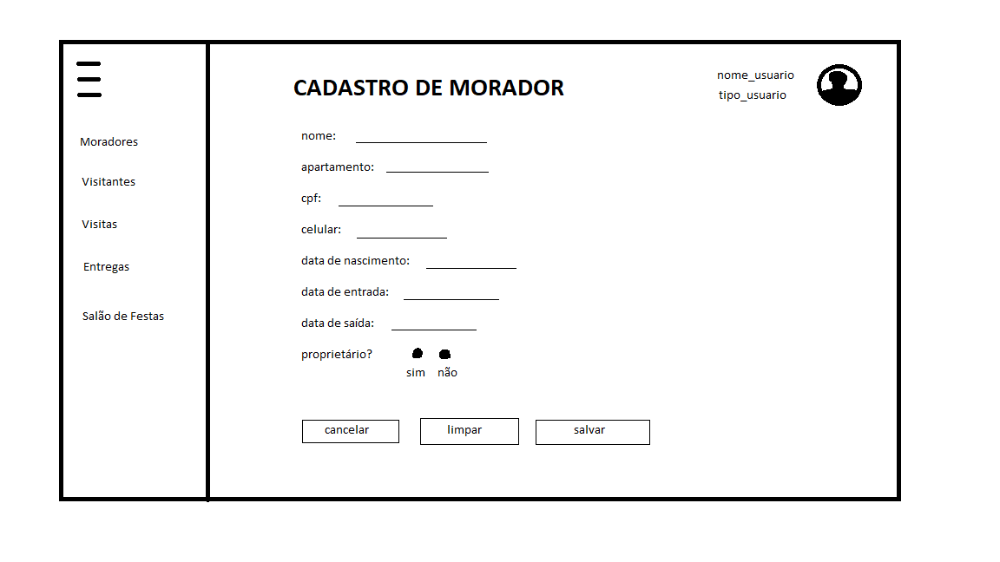 Moradores
Visitantes
Visitas
Entregas
Salão de Festas
CADASTRO DE MORADOR
nome_usuario
tipo_usuario
nome:
apartamento:
cpf:
celular:
data de nascimento:
data de entrada:
data de saída:
proprietário?
sim não
cancelar limpar salvar